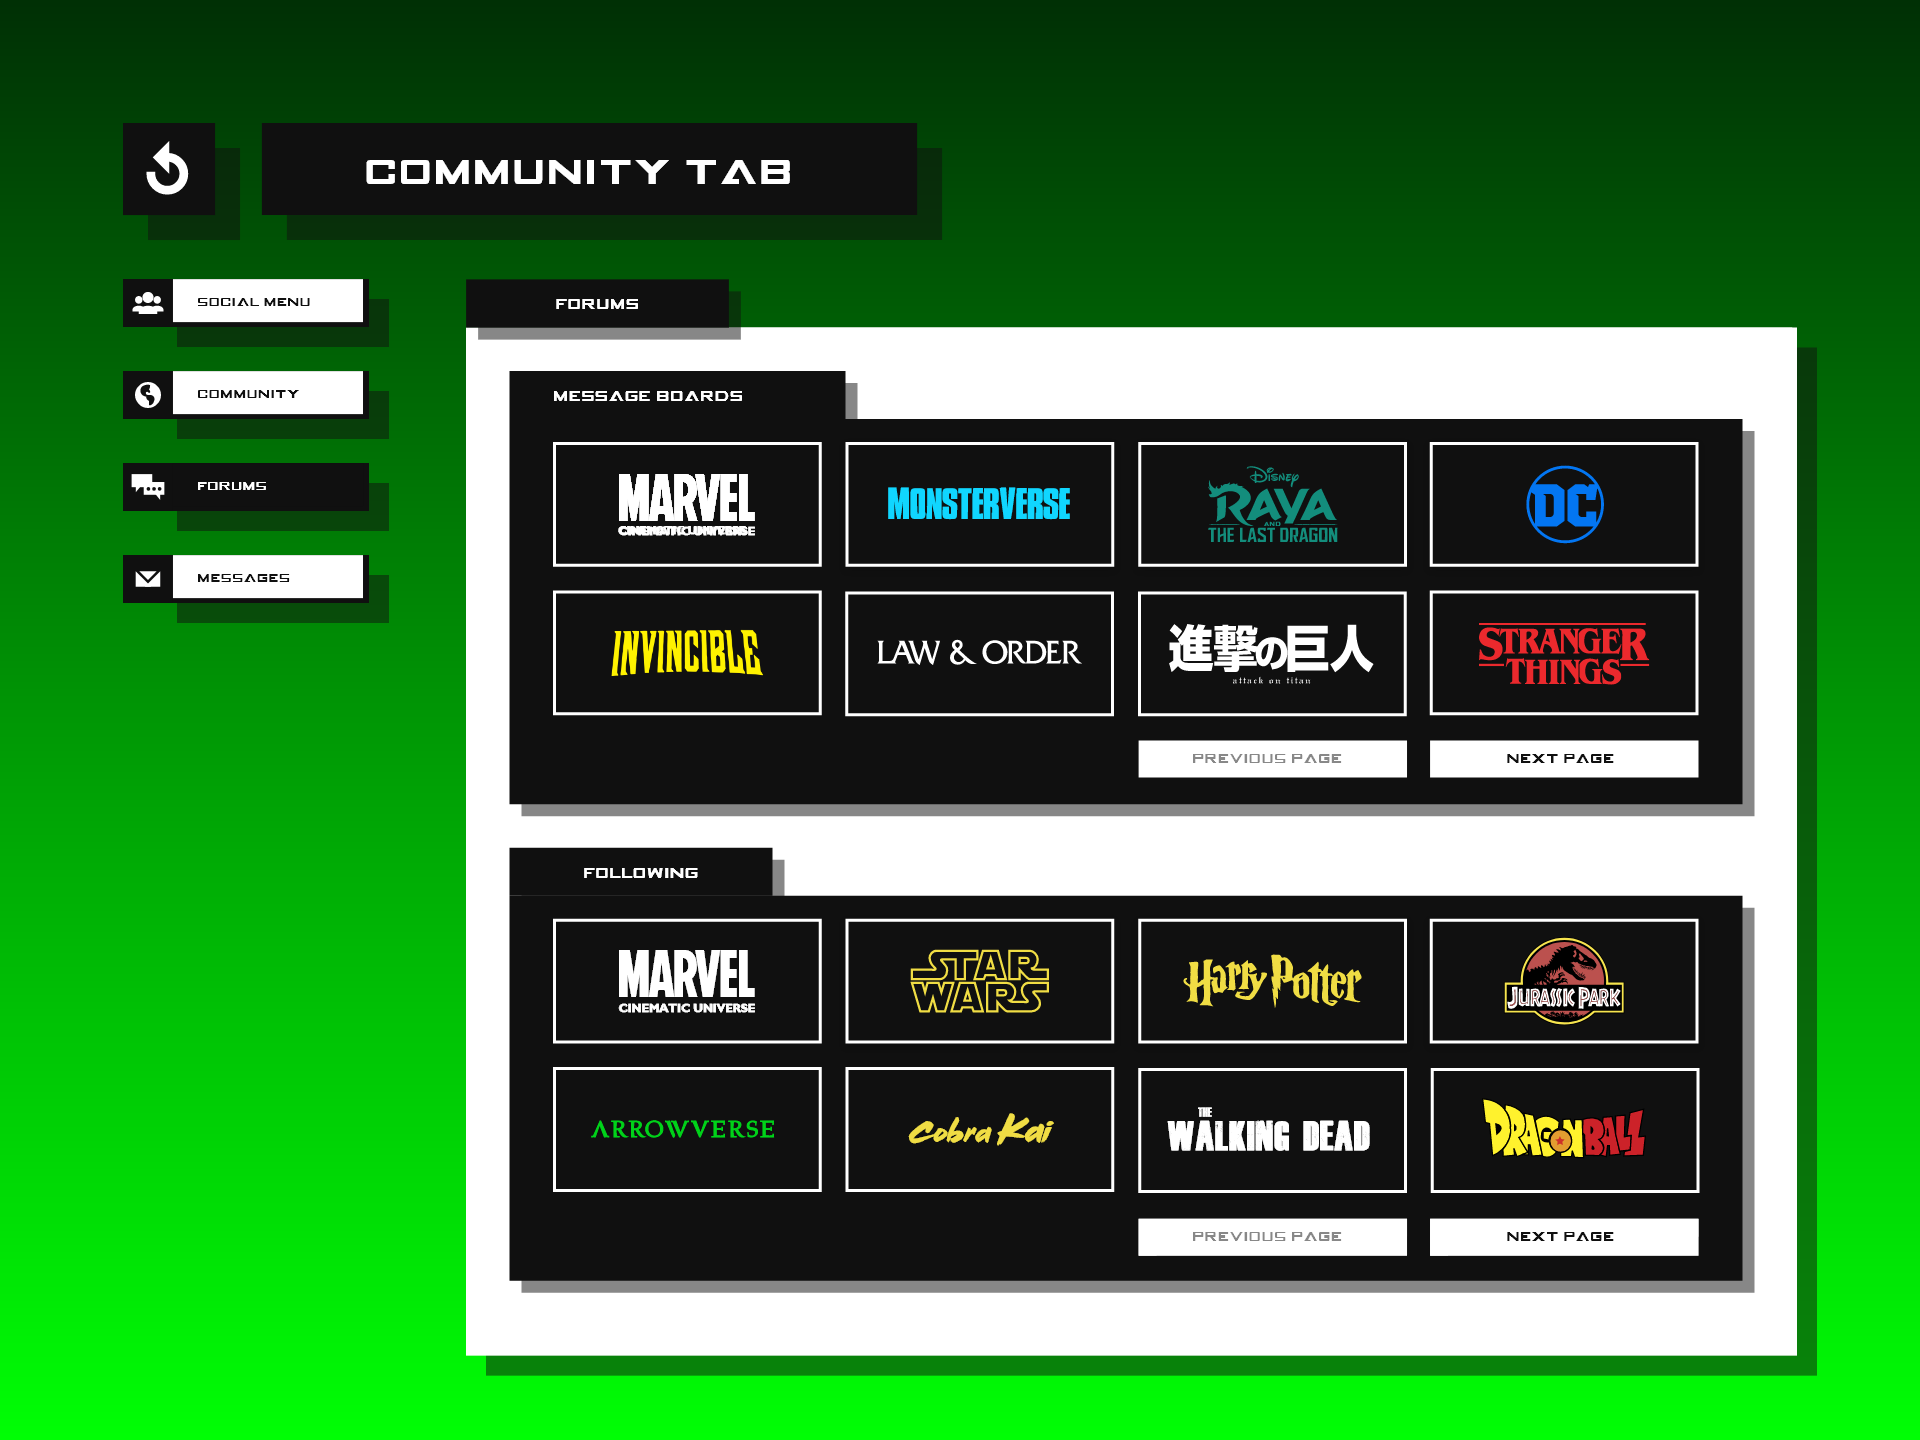 COMMUNITY TAB
SOCIAL MENU
COMMUNITY
FORUMS
MESSAGES
FORUMS
MESSAGE BOARDS
MARVEL
CINEMATIC UNIVERSE
MONSTERVERSE
Disney
RAYA
AND
THE LAST DRAGON
DC
INVINCIBLE
LAW & ORDER
進撃の巨人
attack on titan
STRANGER
THINGS
PREVIOUS PAGE
NEXT PAGE
FOLLOWING
MARVEL
CINEMATIC UNIVERSE
STAR
WARS
Harry Potter
JURASSIC PARK
ARROWVERSE
Cobra Kai
THE
WALKING DEAD
DRAGONBALL
PREVIOUS PAGE
NEXT PAGE